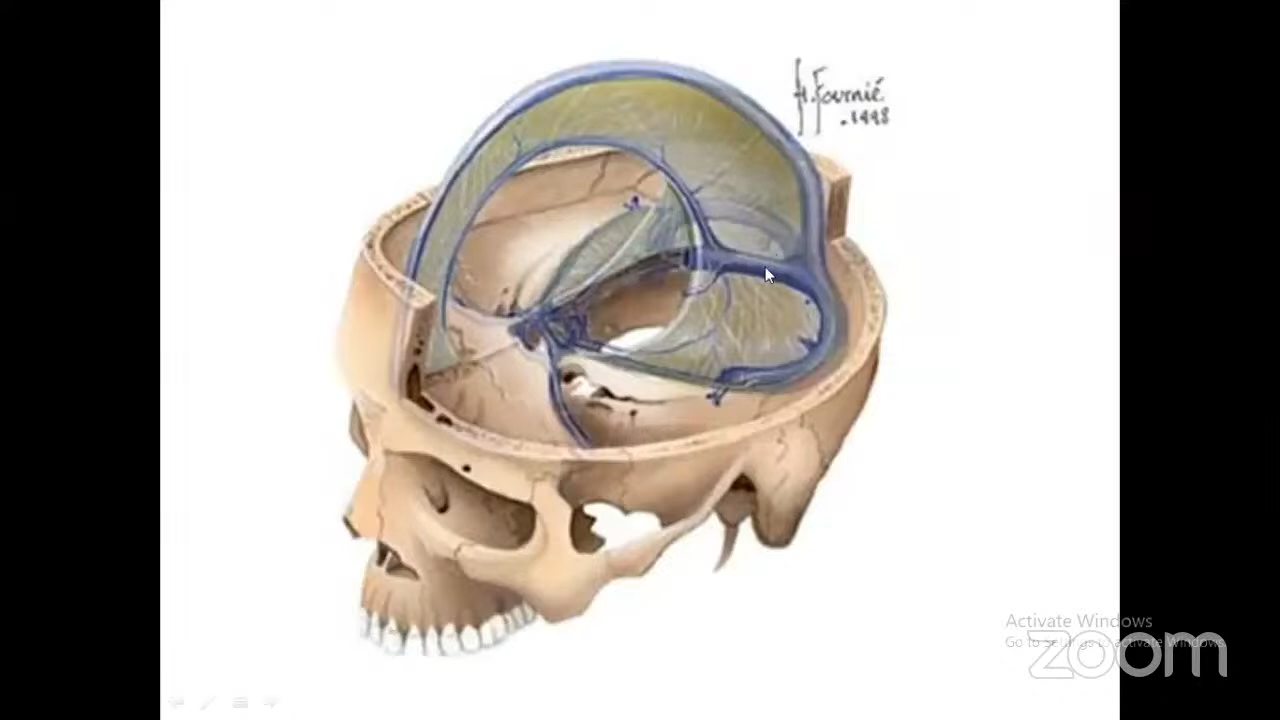 H. Fournié
.1998
Activate Windows
Go to Settings to activate Windows.
zoom